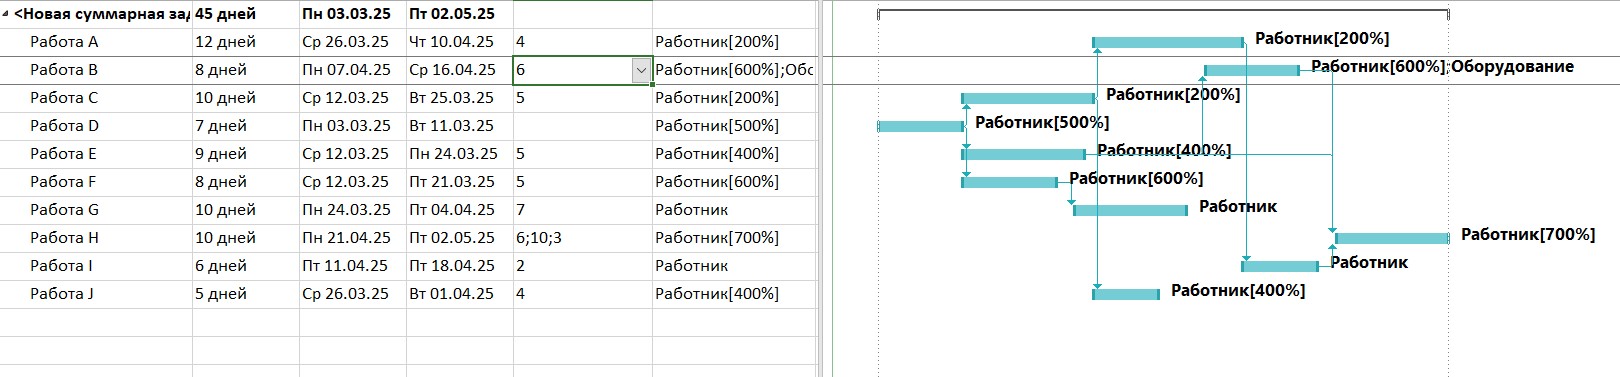 <Новая суммарная зад 45 дней Пн 03.03.25 Пт 02.05.25
Работа A 12 дней Ср 26.03.25 Чт 10.04.25 4 Работник[200%] Работник[200%]
Работа B 8 дней Пн 07.04.25 Ср 16.04.25 6 Работник[600%];Обо Работник[600%];Оборудование
Работа C 10 дней Ср 12.03.25 Вт 25.03.25 5 Работник[200%] Работник[200%]
Работа D 7 дней Пн 03.03.25 Вт 11.03.25 Работник[500%] Работник[500%]
Работа E 9 дней Ср 12.03.25 Пн 24.03.25 5 Работник[400%] Работник[400%]
Работа F 8 дней Ср 12.03.25 Пт 21.03.25 5 Работник[600%] Работник[600%]
Работа G 10 дней Пн 24.03.25 Пт 04.04.25 7 Работник Работник
Работа H 10 дней Пн 21.04.25 Пт 02.05.25 6;10;3 Работник[700%] Работник[700%]
Работа I 6 дней Пт 11.04.25 Пт 18.04.25 2 Работник Работник
Работа J 5 дней Ср 26.03.25 Вт 01.04.25 4 Работник[400%] Работник[400%]